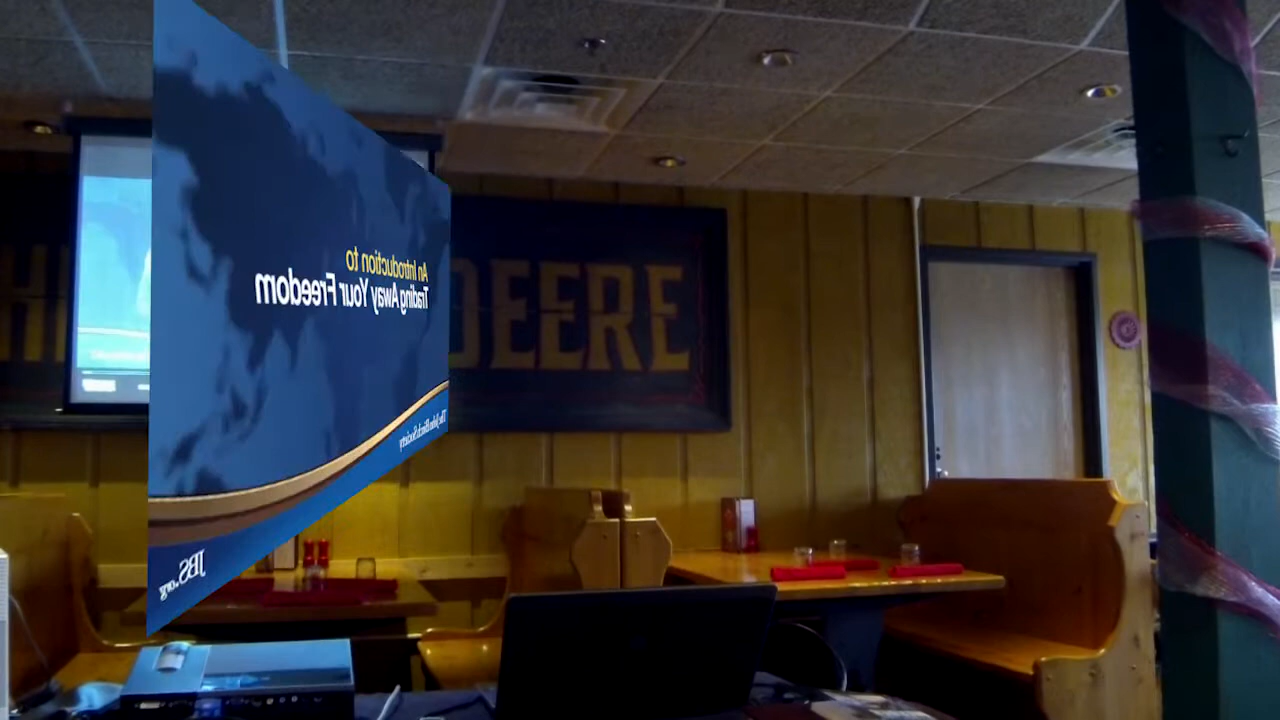 An Introduction to
Trading Away Your Freedom
The John Birch Society
JBS.org
DEERE